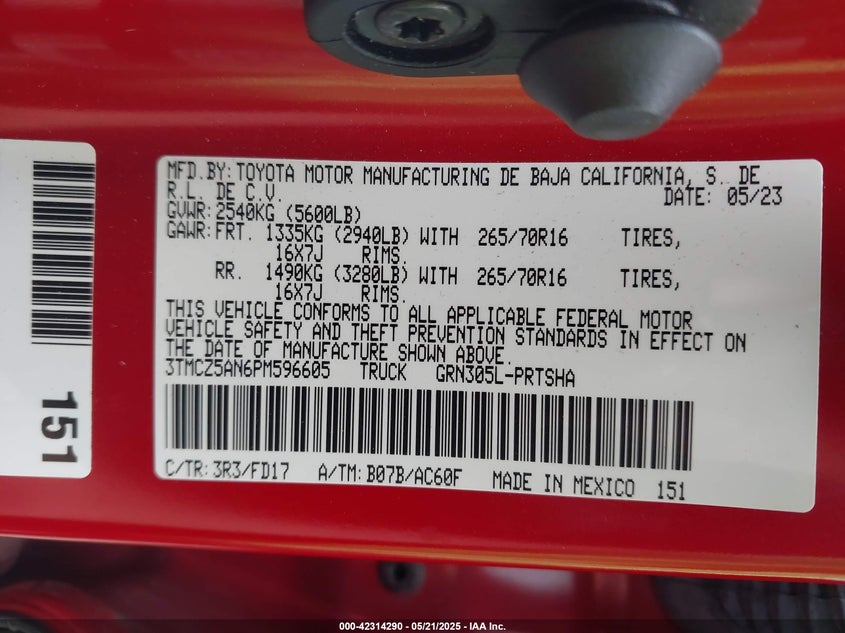 MFD.BY:TOYOTA MOTOR MANUFACTURING DE BAJA CALIFORNIA, S. DE
R.L. DE C.V. DATE: 05/23
GVWR:2540KG (5600LB)
GAWR:FRT. 1335KG (2940LB) WITH 265/70R16 TIRES,
16X7J RIMS.
RR. 1490KG (3280LB) WITH 265/70R16 TIRES,
16X7J RIMS.
THIS VEHICLE CONFORMS TO ALL APPLICABLE FEDERAL MOTOR
VEHICLE SAFETY AND THEFT PREVENTION STANDARDS IN EFFECT ON
THE DATE OF MANUFACTURE SHOWN ABOVE.
3TMCZ5AN6PM596605 TRUCK GRN305L-PRTSHA
C/TR: 3R3/FD17 A/TM: B07B/AC60F MADE IN MEXICO 151
151
000-42314290 - 05/21/2025 - IAA Inc.